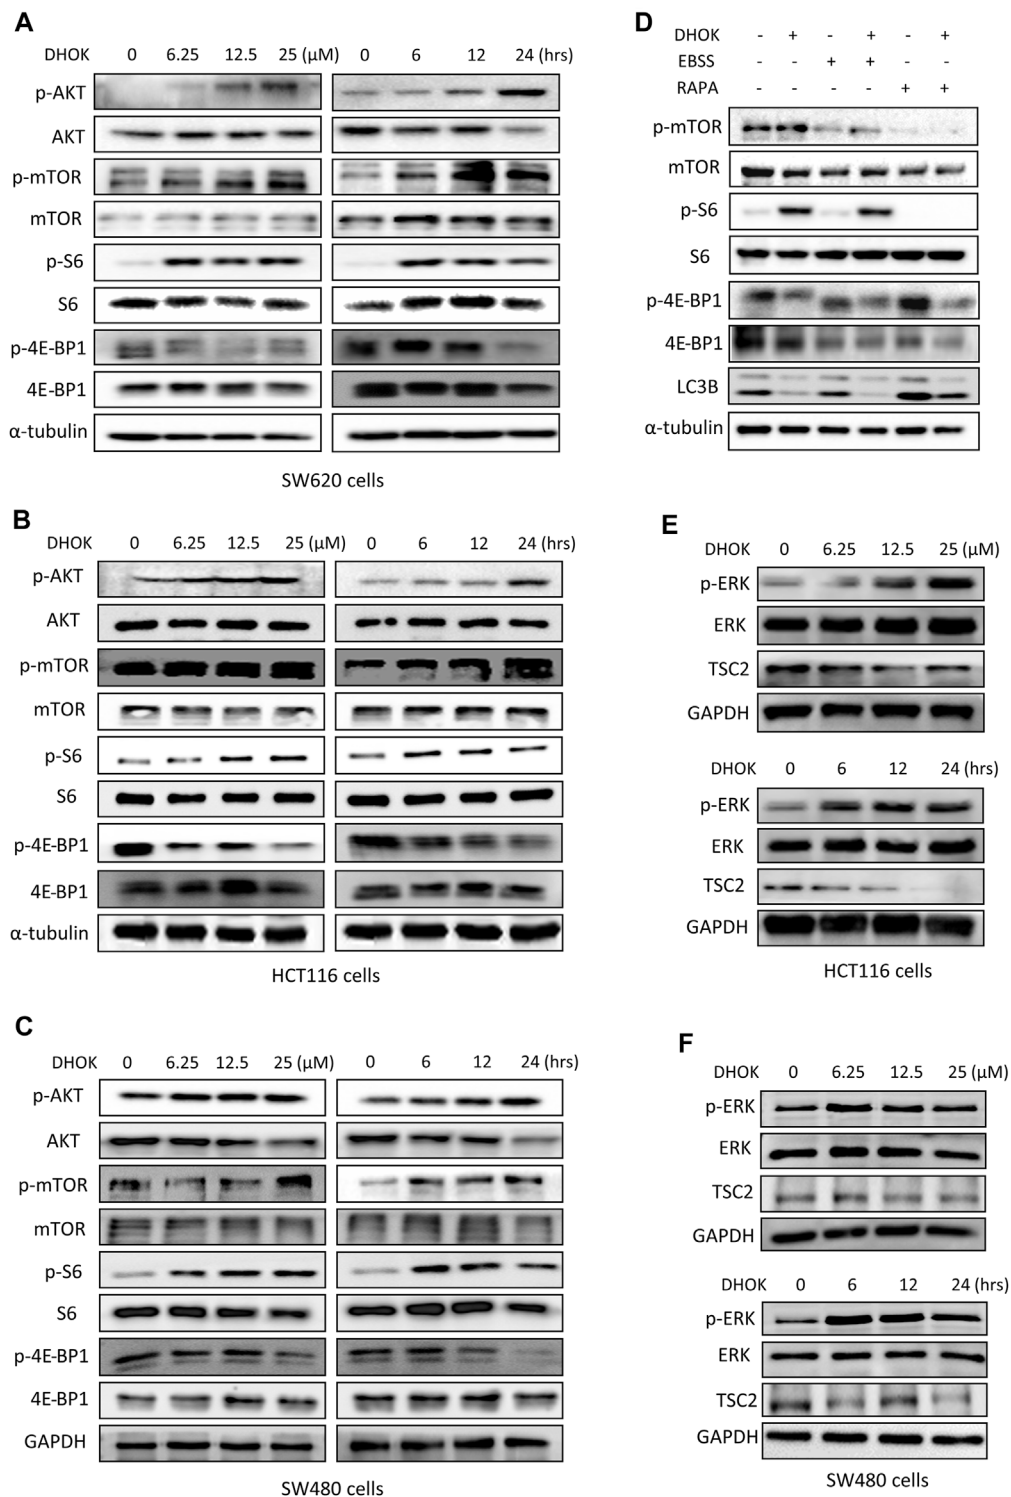 A
DHOK 0 6.25 12.5 25 (μM) 0 6 12 24 (hrs)
p-AKT
AKT
p-mTOR
mTOR
p-S6
S6
p-4E-BP1
4E-BP1
α-tubulin
SW620 cells
B
DHOK 0 6.25 12.5 25 (μM) 0 6 12 24 (hrs)
p-AKT
AKT
p-mTOR
mTOR
p-S6
S6
p-4E-BP1
4E-BP1
α-tubulin
HCT116 cells
C
DHOK 0 6.25 12.5 25 (μM) 0 6 12 24 (hrs)
p-AKT
AKT
p-mTOR
mTOR
p-S6
S6
p-4E-BP1
4E-BP1
GAPDH
SW480 cells
D
DHOK - + - + - +
EBSS - - + + - -
RAPA - - - - + +
p-mTOR
mTOR
p-S6
S6
p-4E-BP1
4E-BP1
LC3B
α-tubulin
E
DHOK 0 6.25 12.5 25 (μM)
p-ERK
ERK
TSC2
GAPDH
DHOK 0 6 12 24 (hrs)
p-ERK
ERK
TSC2
GAPDH
HCT116 cells
F
DHOK 0 6.25 12.5 25 (μM)
p-ERK
ERK
TSC2
GAPDH
DHOK 0 6 12 24 (hrs)
p-ERK
ERK
TSC2
GAPDH
SW480 cells